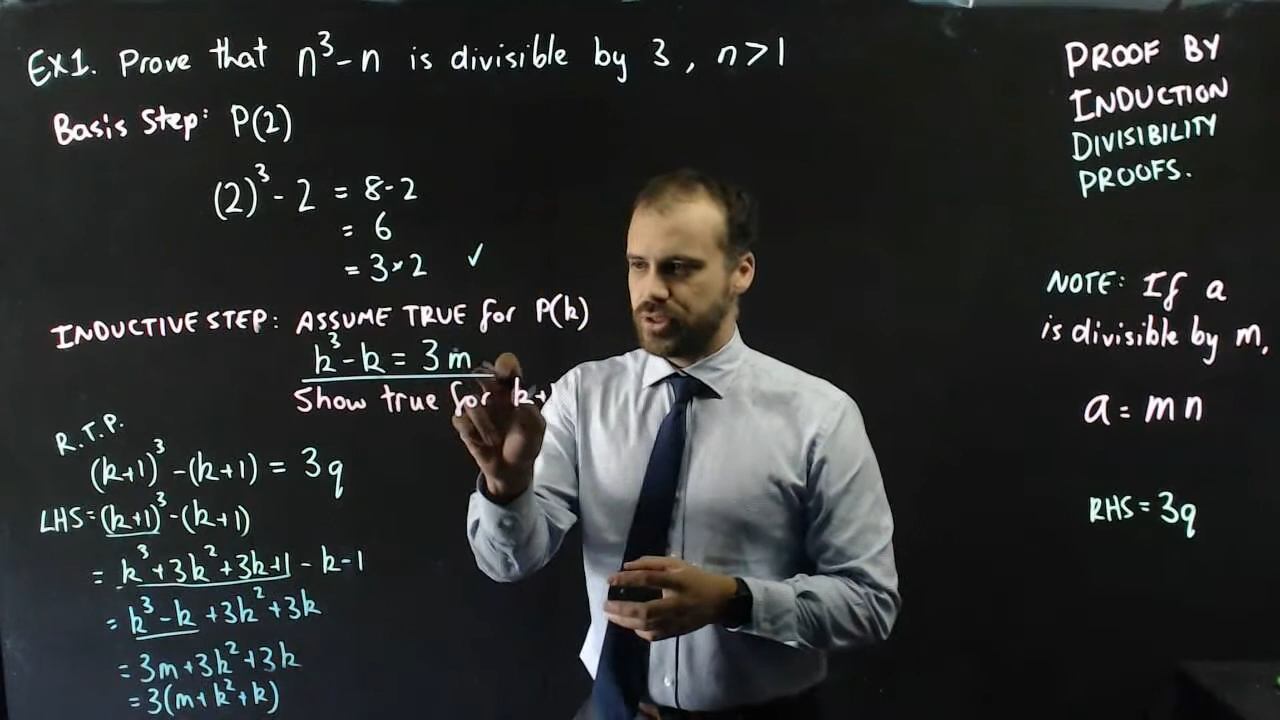 Ex1. Prove that n³-n is divisible by 3, n>1
Basis Step: P(2)
(2)³-2 = 8-2
= 6
= 3×2 ✓
INDUCTIVE STEP: ASSUME TRUE for P(k)
k³-k = 3m
Show true for k+1
R.T.P.
(k+1)³-(k+1) = 3q
LHS=(k+1)³-(k+1)
= k³+3k²+3k+1-k-1
= k³-k+3k²+3k
= 3m+3k²+3k
= 3(m+k²+k)
PROOF BY
INDUCTION
DIVISIBILITY
PROOFS.
NOTE: If a
is divisible by m,
a = mn
RHS = 3q